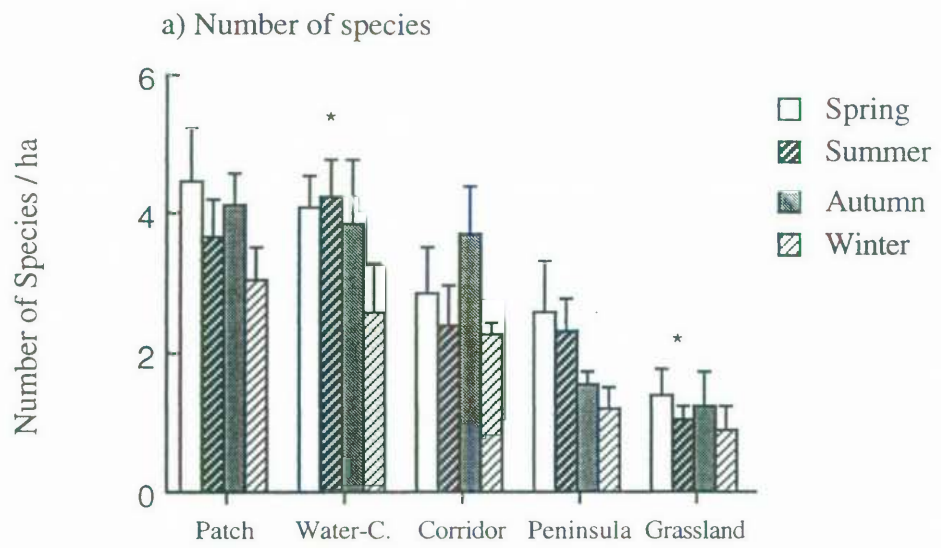 a) Number of species
Number of Species / ha
6
4
2
0
*
*
Spring
Summer
Autumn
Winter
Patch Water-C. Corridor Peninsula Grassland